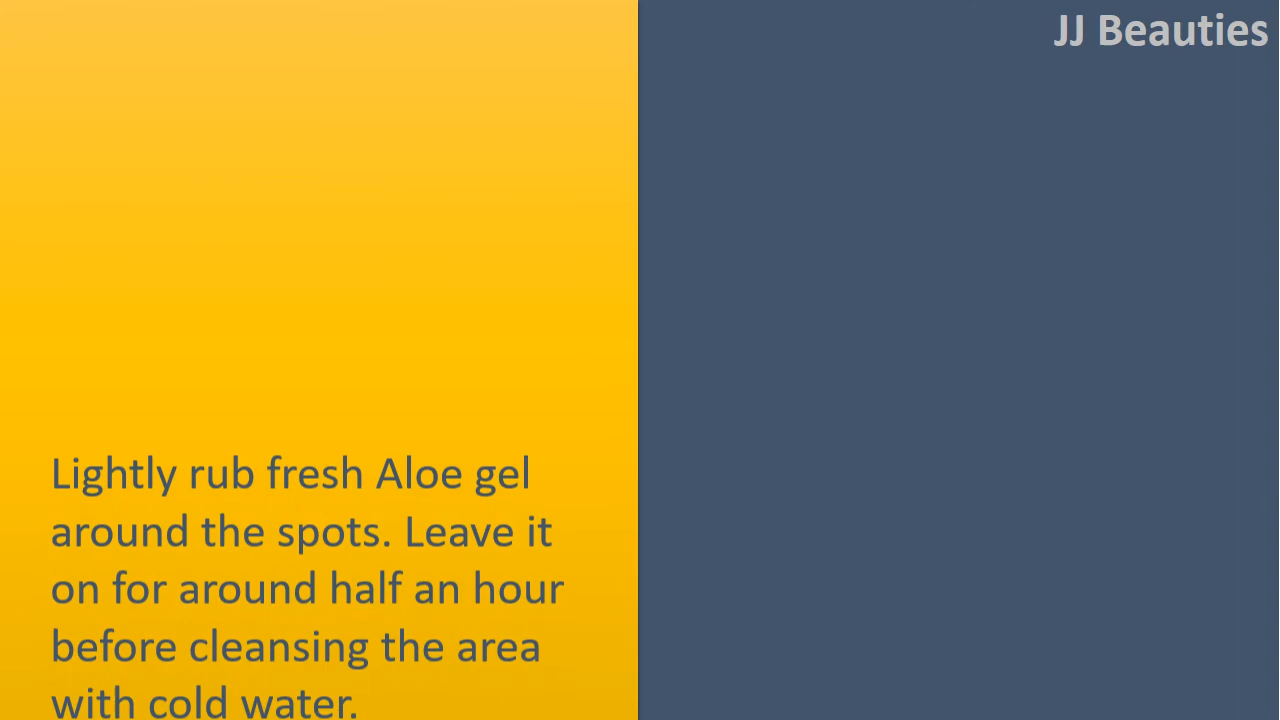 JJ Beauties
Lightly rub fresh Aloe gel
around the spots. Leave it
on for around half an hour
before cleansing the area
with cold water.